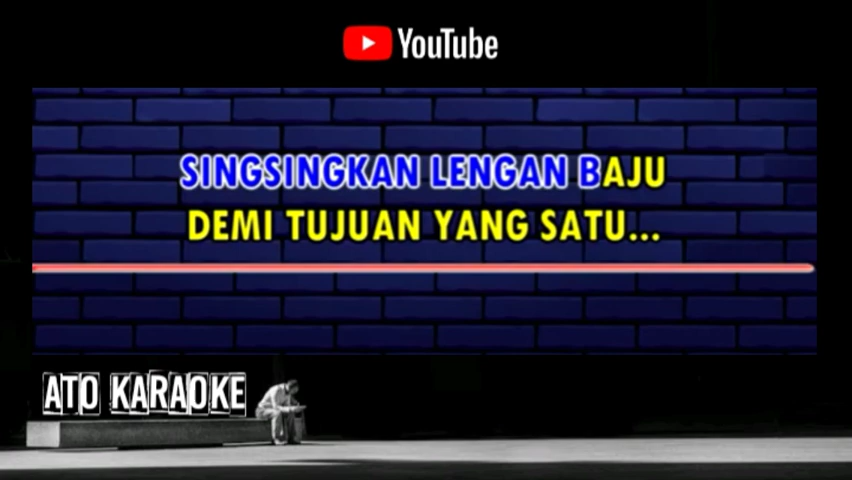 YouTube
SINGSINGKAN LENGAN BAJU
DEMI TUJUAN YANG SATU...
ATO KARAOKE